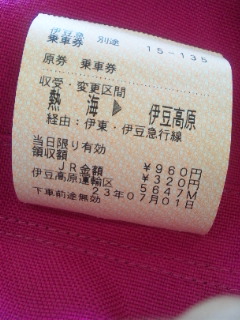 伊豆急 別途
乗車券 15-135
原券 乗車券
収受・変更区間
熱海▶伊豆高原
経由：伊東・伊豆急行線
当日限り有効
領収額 ¥960円
JR金額 ¥320円
伊豆高原運輸区 5647M
23年07月01日
下車前途無効